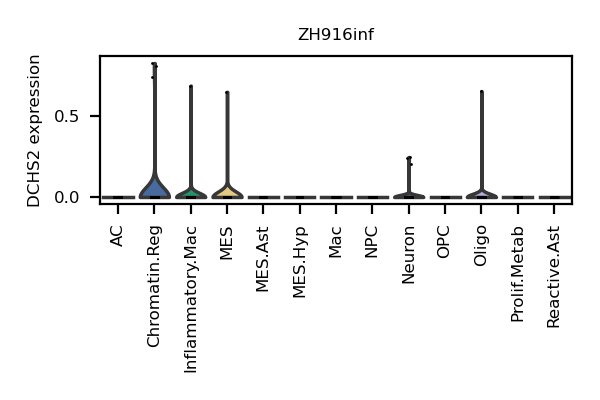 ZH916inf
DCHS2 expression
0.5
0.0
AC
Chromatin.Reg
Inflammatory.Mac
MES
MES.Ast
MES.Hyp
Mac
NPC
Neuron
OPC
Oligo
Prolif.Metab
Reactive.Ast